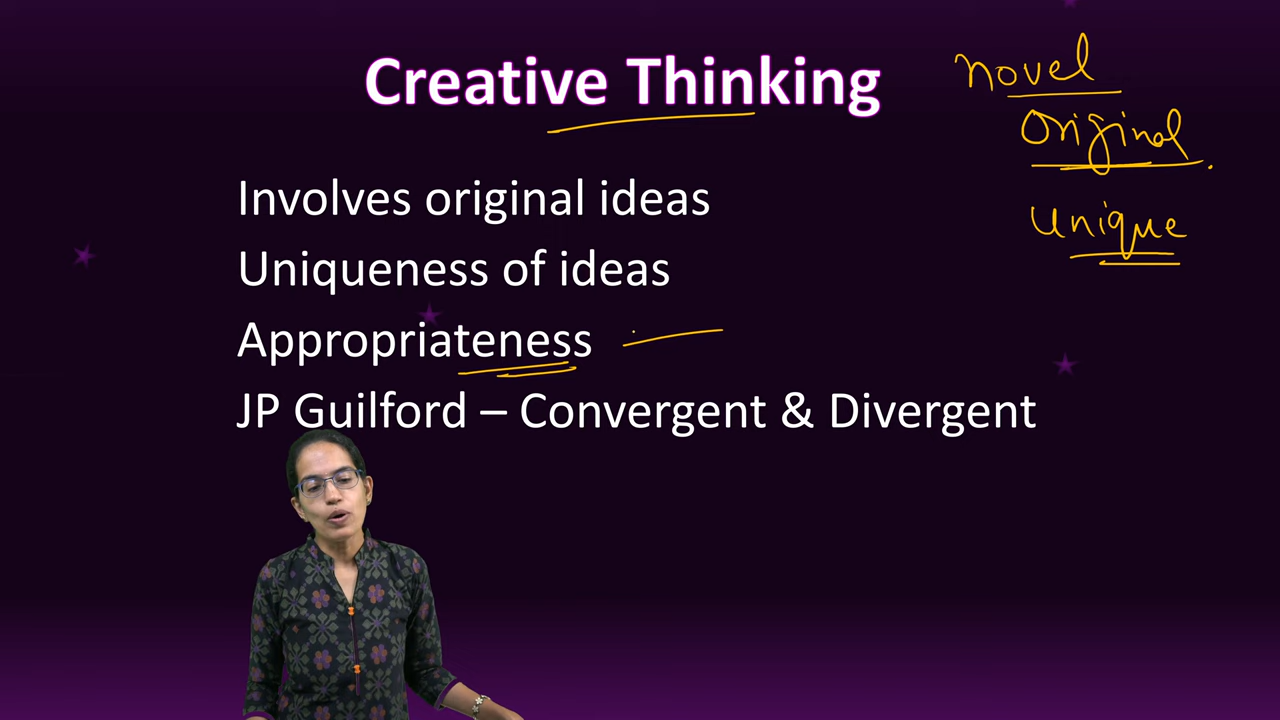 Creative Thinking
novel
Original
unique
Involves original ideas
Uniqueness of ideas
Appropriateness
JP Guilford – Convergent & Divergent